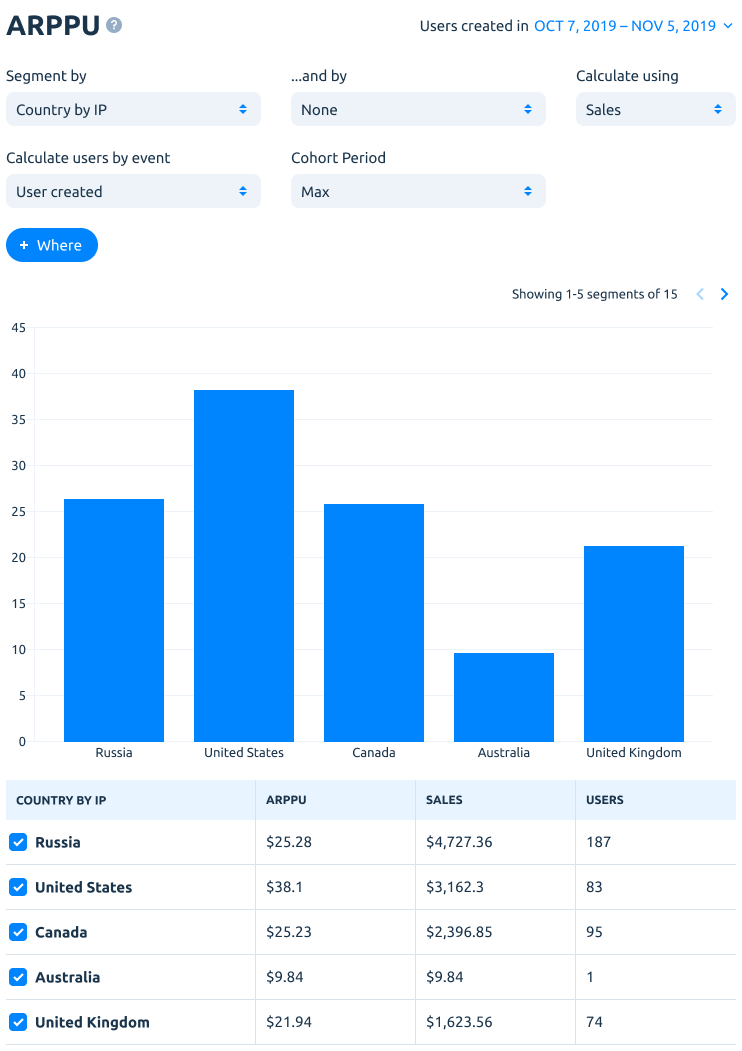 ARPPU ?
Users created in OCT 7, 2019 – NOV 5, 2019
Segment by
...and by
Calculate using
Country by IP
None
Sales
Calculate users by event
Cohort Period
User created
Max
+ Where
Showing 1-5 segments of 15
45
40
35
30
25
20
15
10
5
0
Russia
United States
Canada
Australia
United Kingdom
COUNTRY BY IP ARPPU SALES USERS
Russia $25.28 $4,727.36 187
United States $38.1 $3,162.3 83
Canada $25.23 $2,396.85 95
Australia $9.84 $9.84 1
United Kingdom $21.94 $1,623.56 74